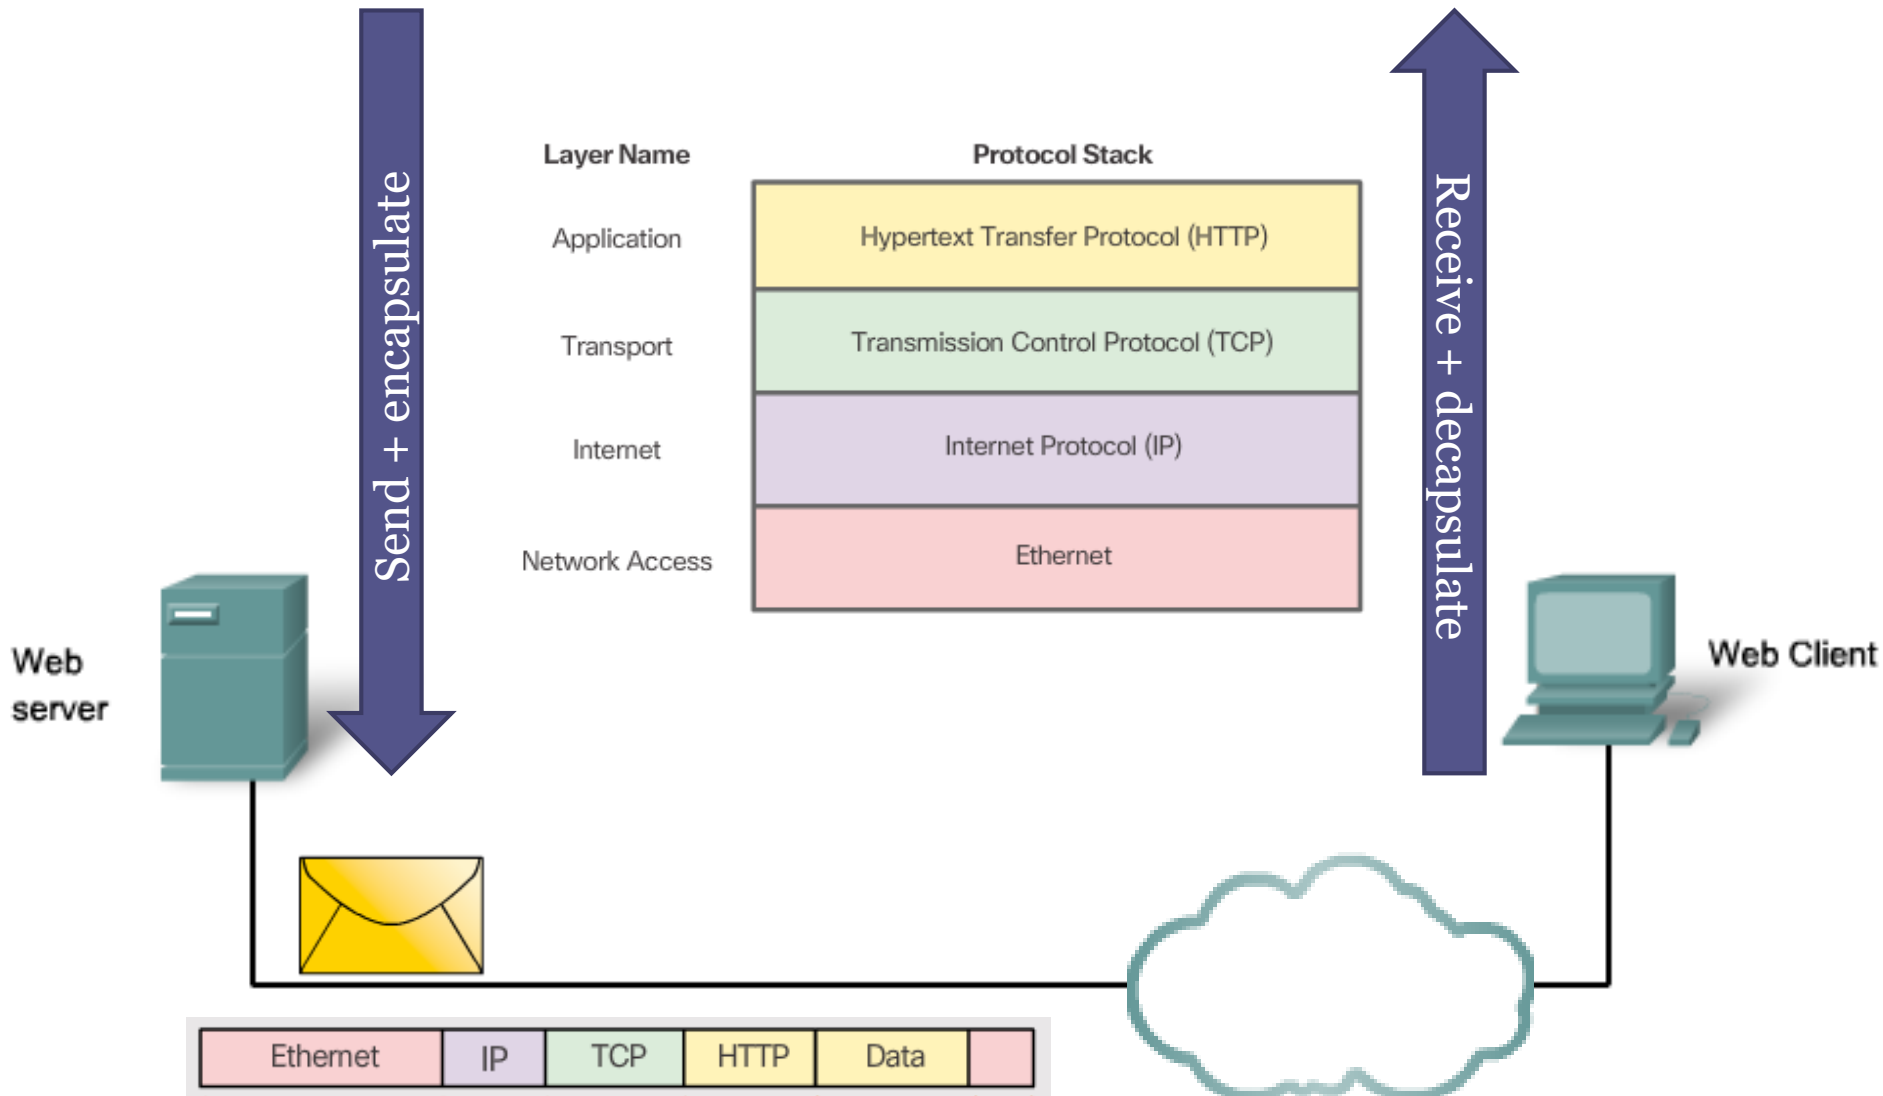 Send + encapsulate
Layer Name
Protocol Stack
Application
Hypertext Transfer Protocol (HTTP)
Transport
Transmission Control Protocol (TCP)
Internet
Internet Protocol (IP)
Network Access
Ethernet
Receive + decapsulate
Web
server
Web Client
Ethernet
IP
TCP
HTTP
Data